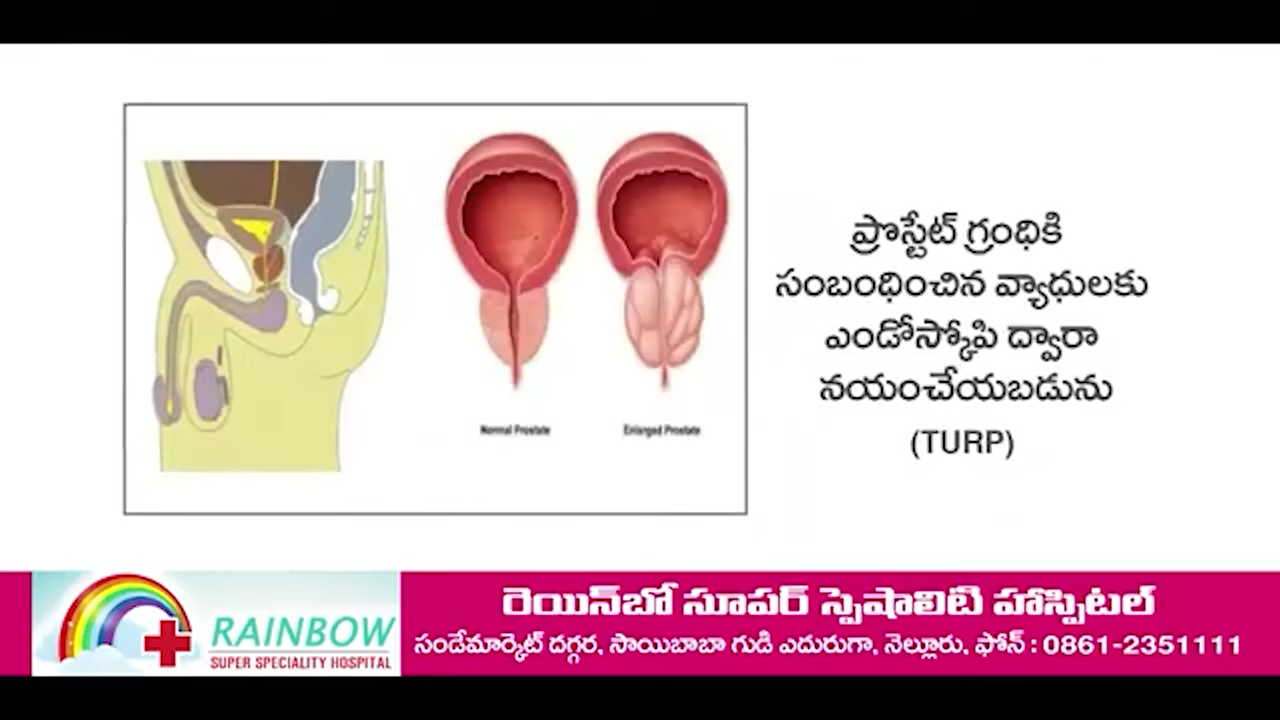 ప్రొస్టేట్ గ్రంధికి
సంబంధించిన వ్యాధులకు
ఎండోస్కోపి ద్వారా
నయంచేయబడును
(TURP)
Normal Prostate
Enlarged Prostate
RAINBOW
SUPER SPECIALITY HOSPITAL
రెయిన్‌బో సూపర్ స్పెషాలిటి హాస్పిటల్
సండేమార్కెట్ దగ్గర, సాయిబాబా గుడి ఎదురుగా, నెల్లూరు, ఫోన్ : 0861-2351111